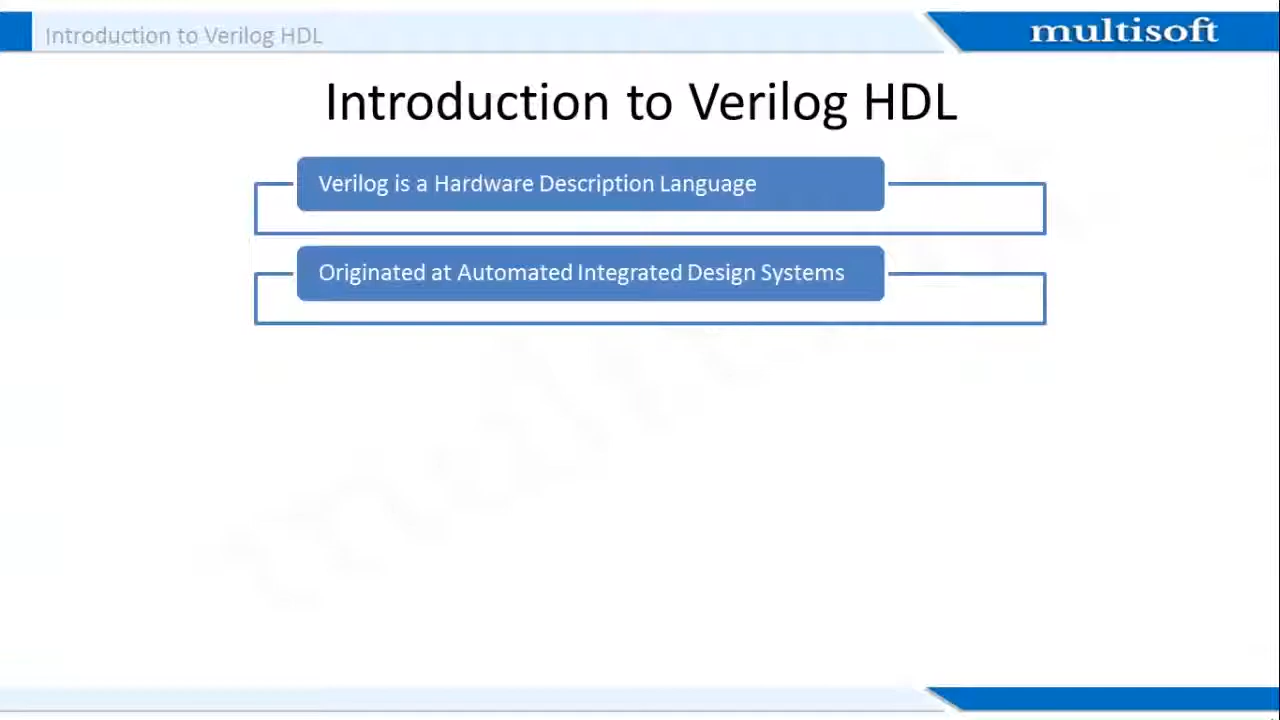 Introduction to Verilog HDL
multisoft
Introduction to Verilog HDL
Verilog is a Hardware Description Language
Originated at Automated Integrated Design Systems